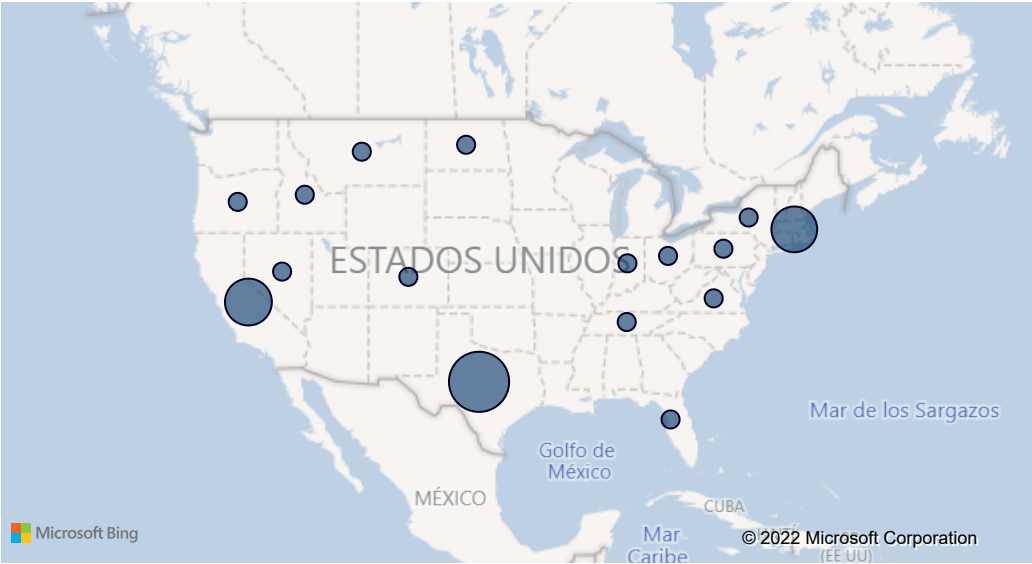 ESTADOS UNIDOS
Mar de los Sargazos
Golfo de
México
MÉXICO
CUBA
Microsoft Bing
Mar
Caribe
© 2022 Microsoft Corporation
(EE UU)